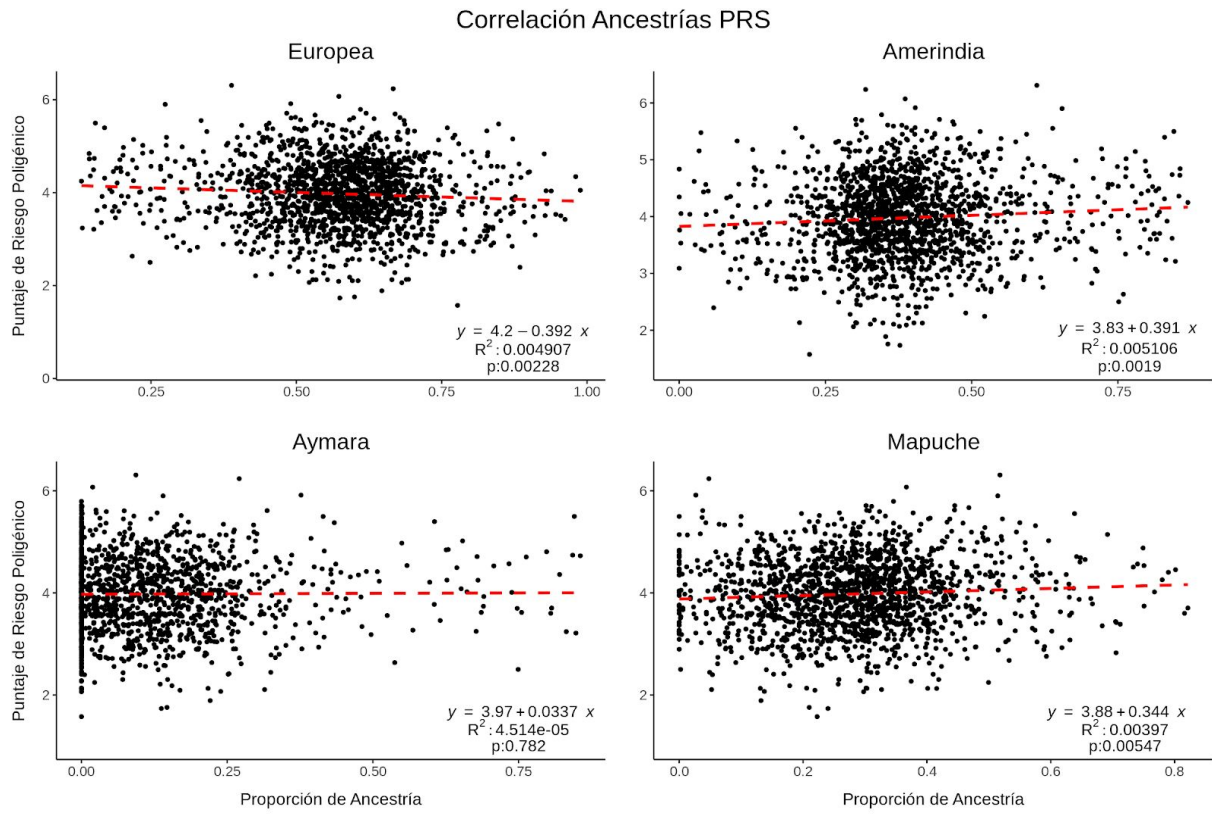 Correlación Ancestrías PRS
Europea
Puntaje de Riesgo Poligénico
6
4
2
0
y = 4.2 − 0.392 x
R²: 0.004907
p:0.00228
0.25 0.50 0.75 1.00
Amerindia
6
5
4
3
2
y = 3.83 + 0.391 x
R²: 0.005106
p:0.0019
0.00 0.25 0.50 0.75
Aymara
Puntaje de Riesgo Poligénico
6
4
2
y = 3.97 + 0.0337 x
R²: 4.514e-05
p:0.782
0.00 0.25 0.50 0.75
Proporción de Ancestría
Mapuche
6
4
2
y = 3.88 + 0.344 x
R²: 0.00397
p:0.00547
0.0 0.2 0.4 0.6 0.8
Proporción de Ancestría